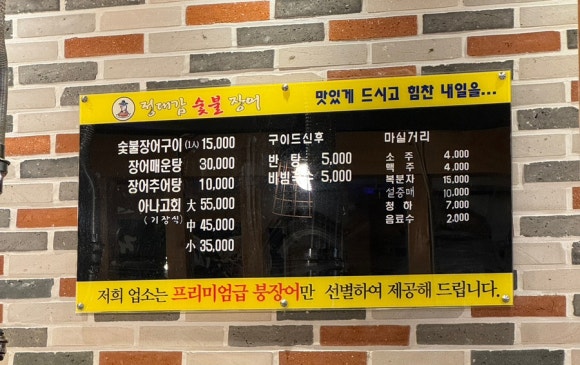 정대감 숯불 장어
맛있게 드시고 힘찬 내일을...
숯불장어구이 (1人) 15,000
장어매운탕 30,000
장어추어탕 10,000
아나고회 大 55,000
(기장식) 中 45,000
小 35,000
구이드신후
반 탕 5,000
비빔국수 5,000
마실거리
소 주 4,000
맥 주 4,000
복분자 15,000
설중매 10,000
청 하 7,000
음료수 2,000
저희 업소는 프리미엄급 붕장어만 선별하여 제공해 드립니다.